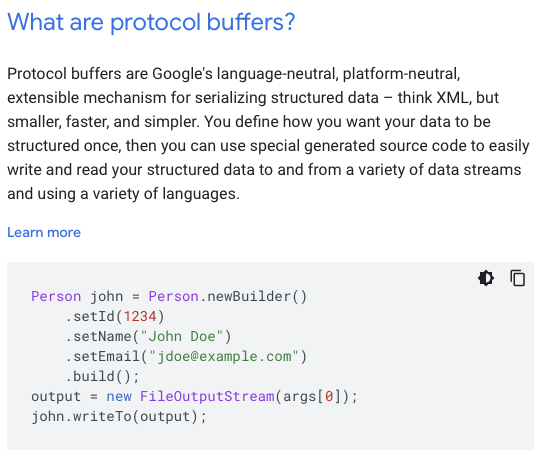 What are protocol buffers?
Protocol buffers are Google's language-neutral, platform-neutral,
extensible mechanism for serializing structured data – think XML, but
smaller, faster, and simpler. You define how you want your data to be
structured once, then you can use special generated source code to easily
write and read your structured data to and from a variety of data streams
and using a variety of languages.
Learn more
Person john = Person.newBuilder()
    .setId(1234)
    .setName("John Doe")
    .setEmail("jdoe@example.com")
    .build();
output = new FileOutputStream(args[0]);
john.writeTo(output);